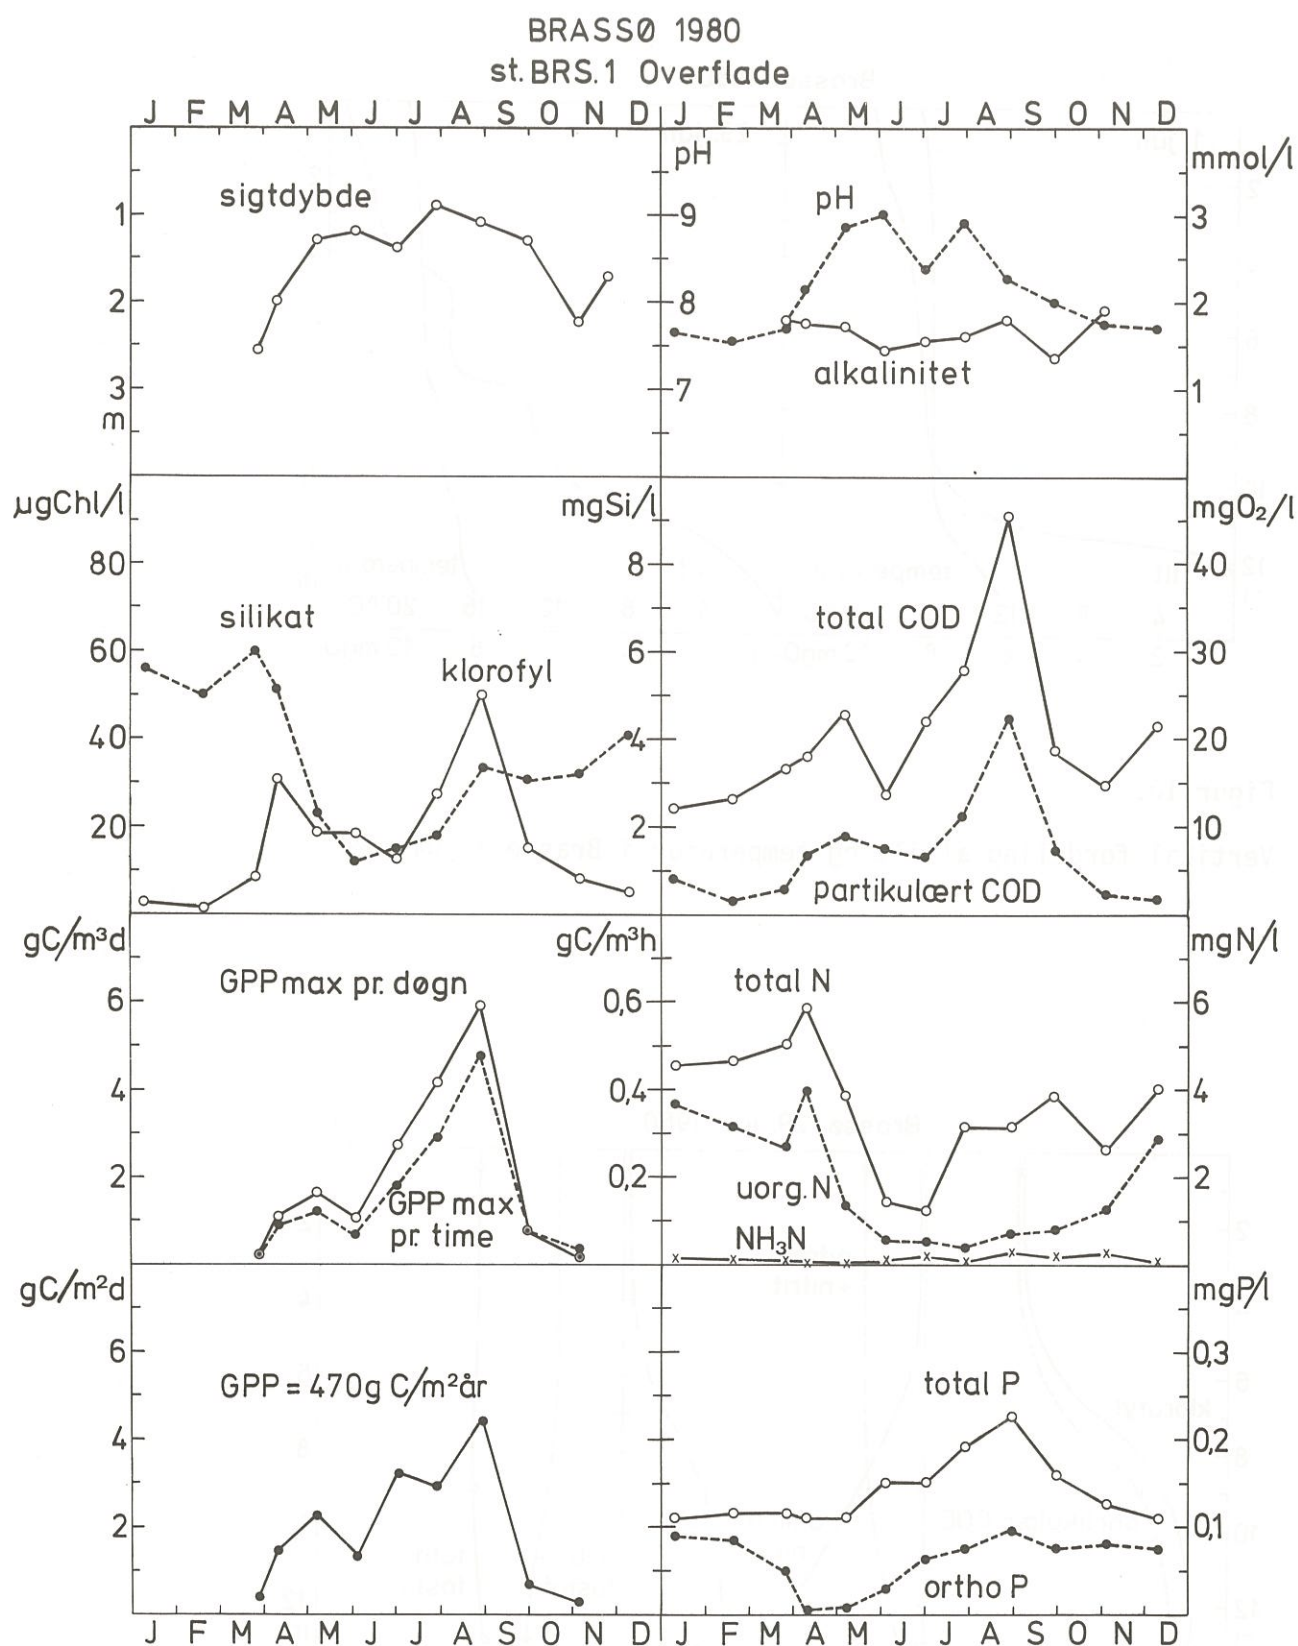 BRASSØ 1980
st. BRS.1 Overflade
J F M A M J J A S O N D
J F M A M J J A S O N D
sigtdybde
1
2
3
m
pH
mmol/l
pH
9
8
7
3
2
1
alkalinitet
µgChl/l
mgSi/l
80
60
40
20
8
6
4
2
silikat
klorofyl
mgO₂/l
40
30
20
10
total COD
partikulært COD
gC/m³d
gC/m³h
GPP max pr. døgn
6
4
2
0,6
0,4
0,2
GPP max
pr. time
mgN/l
total N
6
4
2
uorg. N
NH₃N
gC/m²d
6
4
2
GPP = 470g C/m²år
mgP/l
0,3
0,2
0,1
total P
ortho P
J F M A M J J A S O N D
J F M A M J J A S O N D